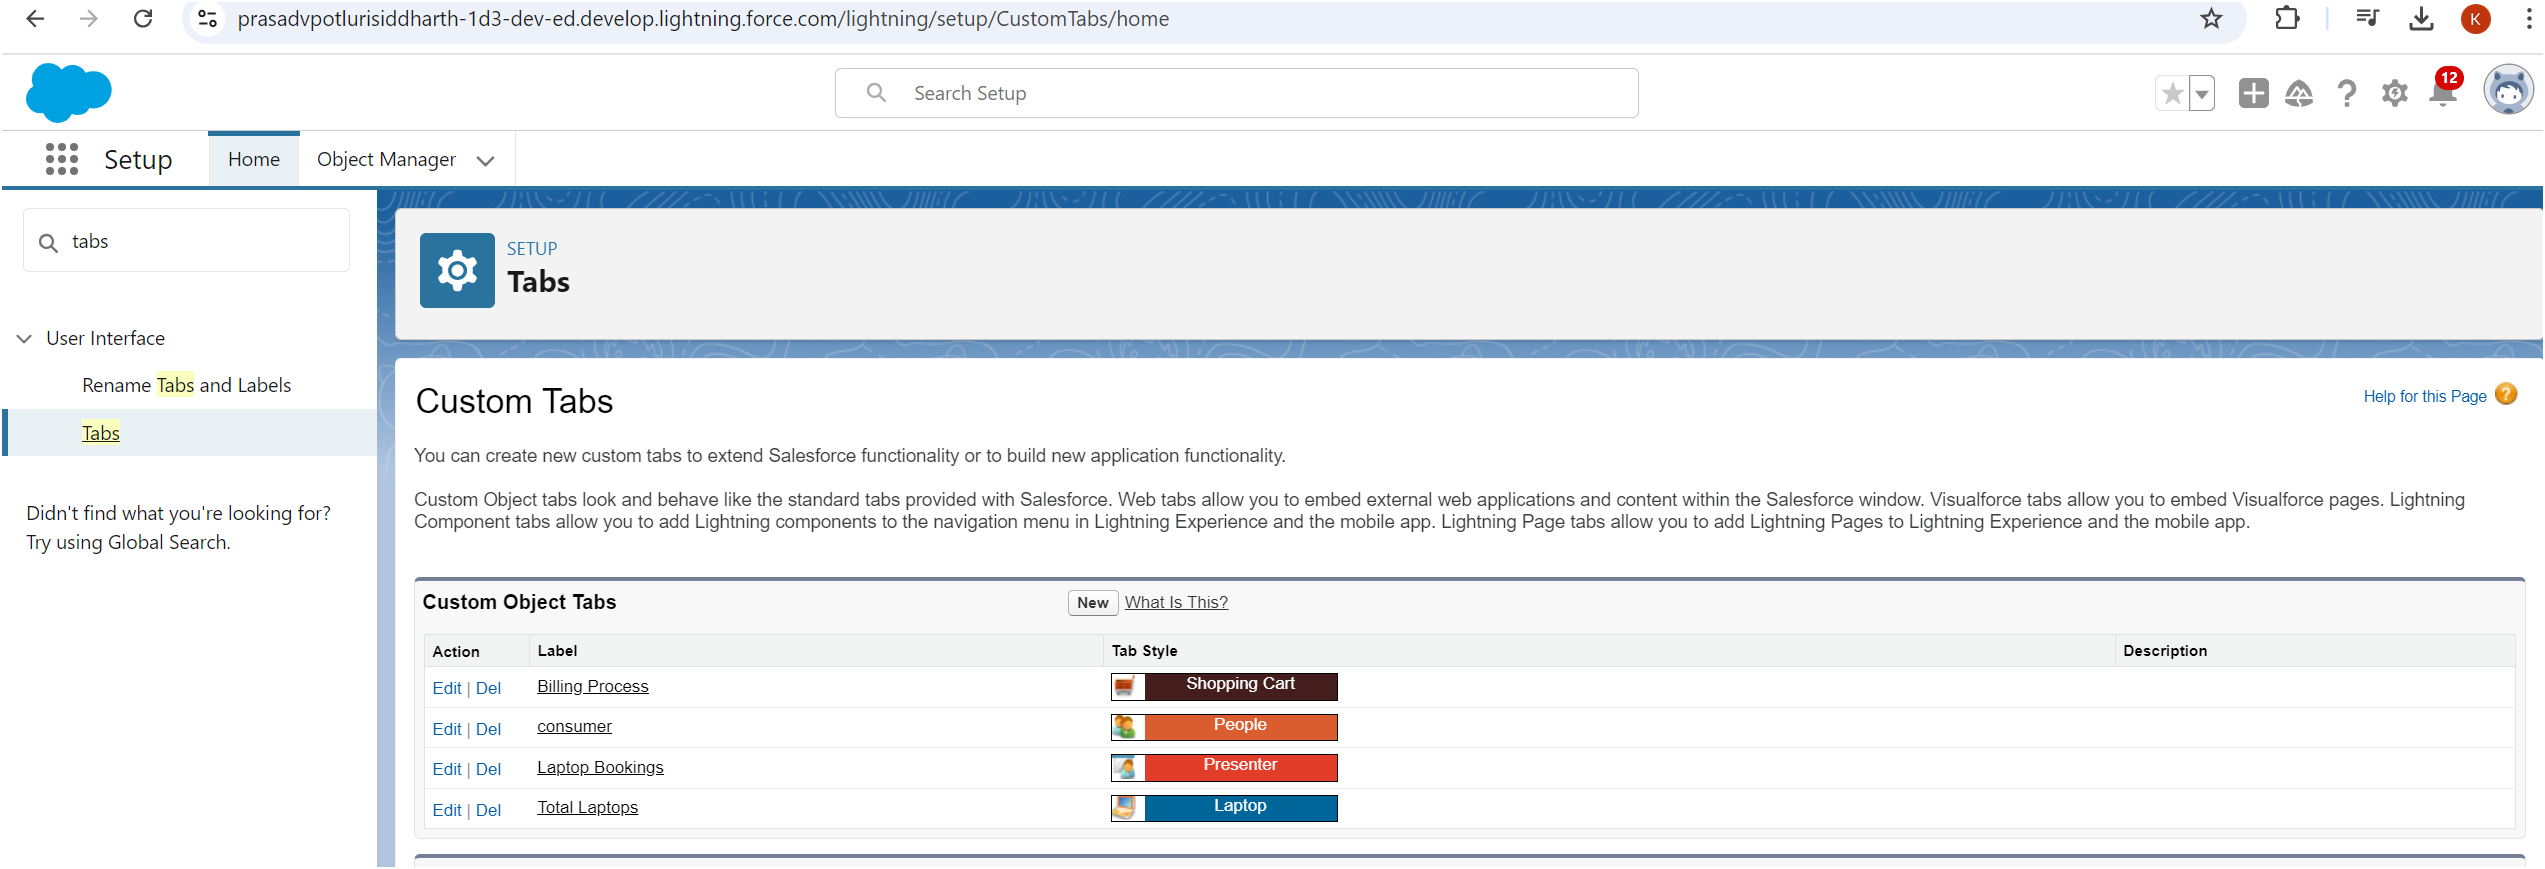 prasadvpotlurisiddharth-1d3-dev-ed.develop.lightning.force.com/lightning/setup/CustomTabs/home
K
Search Setup
12
Setup
Home
Object Manager
tabs
SETUP
Tabs
User Interface
Rename Tabs and Labels
Tabs
Didn't find what you're looking for?
Try using Global Search.
Custom Tabs
Help for this Page
You can create new custom tabs to extend Salesforce functionality or to build new application functionality.
Custom Object tabs look and behave like the standard tabs provided with Salesforce. Web tabs allow you to embed external web applications and content within the Salesforce window. Visualforce tabs allow you to embed Visualforce pages. Lightning
Component tabs allow you to add Lightning components to the navigation menu in Lightning Experience and the mobile app. Lightning Page tabs allow you to add Lightning Pages to Lightning Experience and the mobile app.
Custom Object Tabs New What Is This?
Action Label Tab Style Description
Edit | Del Billing Process Shopping Cart
Edit | Del consumer People
Edit | Del Laptop Bookings Presenter
Edit | Del Total Laptops Laptop